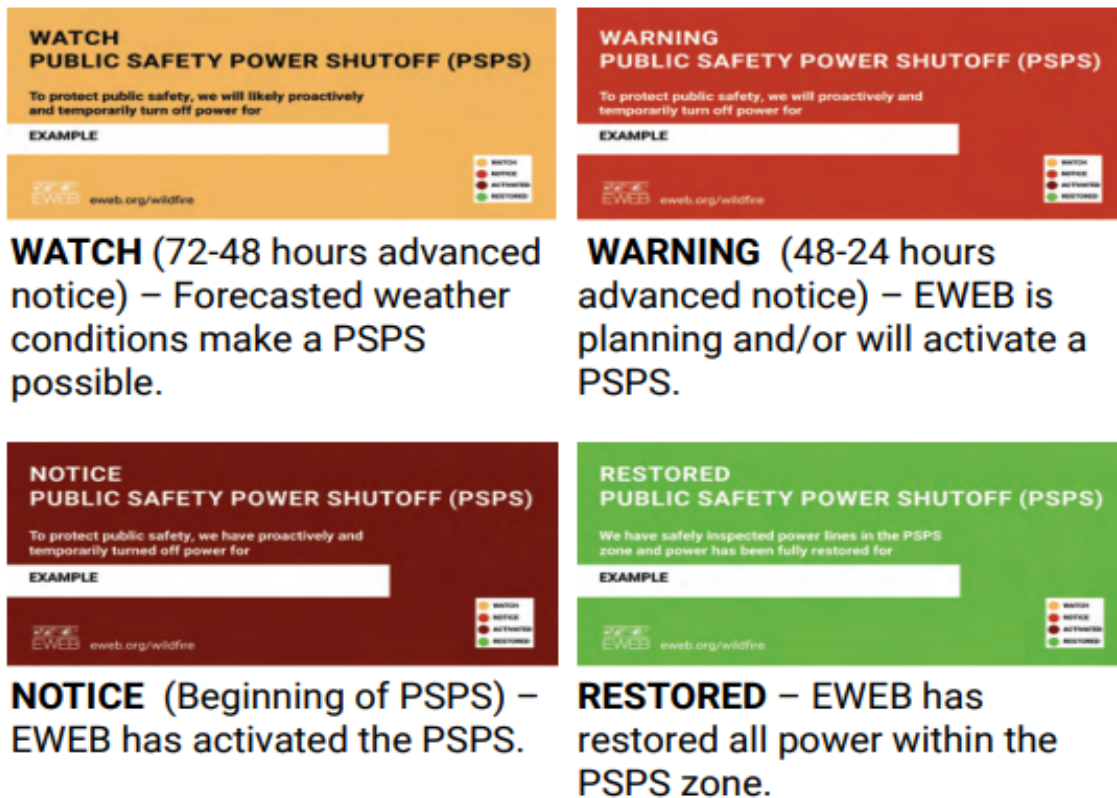 WATCH
PUBLIC SAFETY POWER SHUTOFF (PSPS)
To protect public safety, we will likely proactively
and temporarily turn off power for
EXAMPLE
WATCH
NOTICE
ACTIVATED
RESTORED
EWEB eweb.org/wildfire
WATCH (72-48 hours advanced
notice) – Forecasted weather
conditions make a PSPS
possible.
WARNING
PUBLIC SAFETY POWER SHUTOFF (PSPS)
To protect public safety, we will proactively and
temporarily turn off power for
EXAMPLE
WATCH
NOTICE
ACTIVATED
RESTORED
EWEB eweb.org/wildfire
WARNING (48-24 hours
advanced notice) – EWEB is
planning and/or will activate a
PSPS.
NOTICE
PUBLIC SAFETY POWER SHUTOFF (PSPS)
To protect public safety, we have proactively and
temporarily turned off power for
EXAMPLE
WATCH
NOTICE
ACTIVATED
RESTORED
EWEB eweb.org/wildfire
NOTICE (Beginning of PSPS) –
EWEB has activated the PSPS.
RESTORED
PUBLIC SAFETY POWER SHUTOFF (PSPS)
We have safely inspected power lines in the PSPS
zone and power has been fully restored for
EXAMPLE
WATCH
NOTICE
ACTIVATED
RESTORED
EWEB eweb.org/wildfire
RESTORED – EWEB has
restored all power within the
PSPS zone.